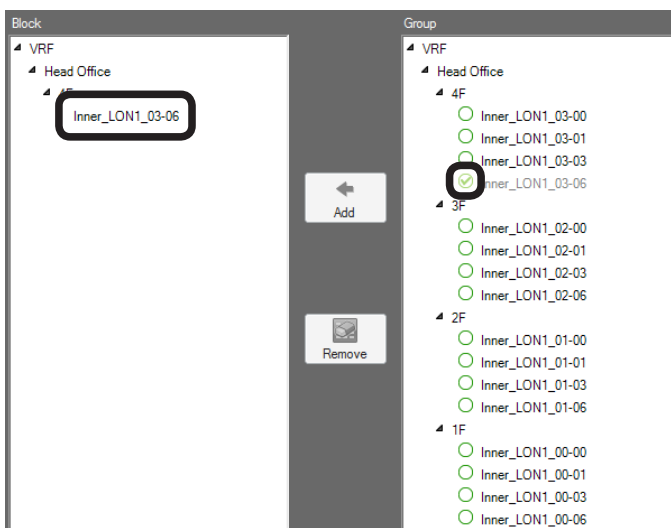 Block
VRF
Head Office
4F
Inner_LON1_03-06
Add
Remove
Group
VRF
Head Office
4F
Inner_LON1_03-00
Inner_LON1_03-01
Inner_LON1_03-03
Inner_LON1_03-06
3F
Inner_LON1_02-00
Inner_LON1_02-01
Inner_LON1_02-03
Inner_LON1_02-06
2F
Inner_LON1_01-00
Inner_LON1_01-01
Inner_LON1_01-03
Inner_LON1_01-06
1F
Inner_LON1_00-00
Inner_LON1_00-01
Inner_LON1_00-03
Inner_LON1_00-06